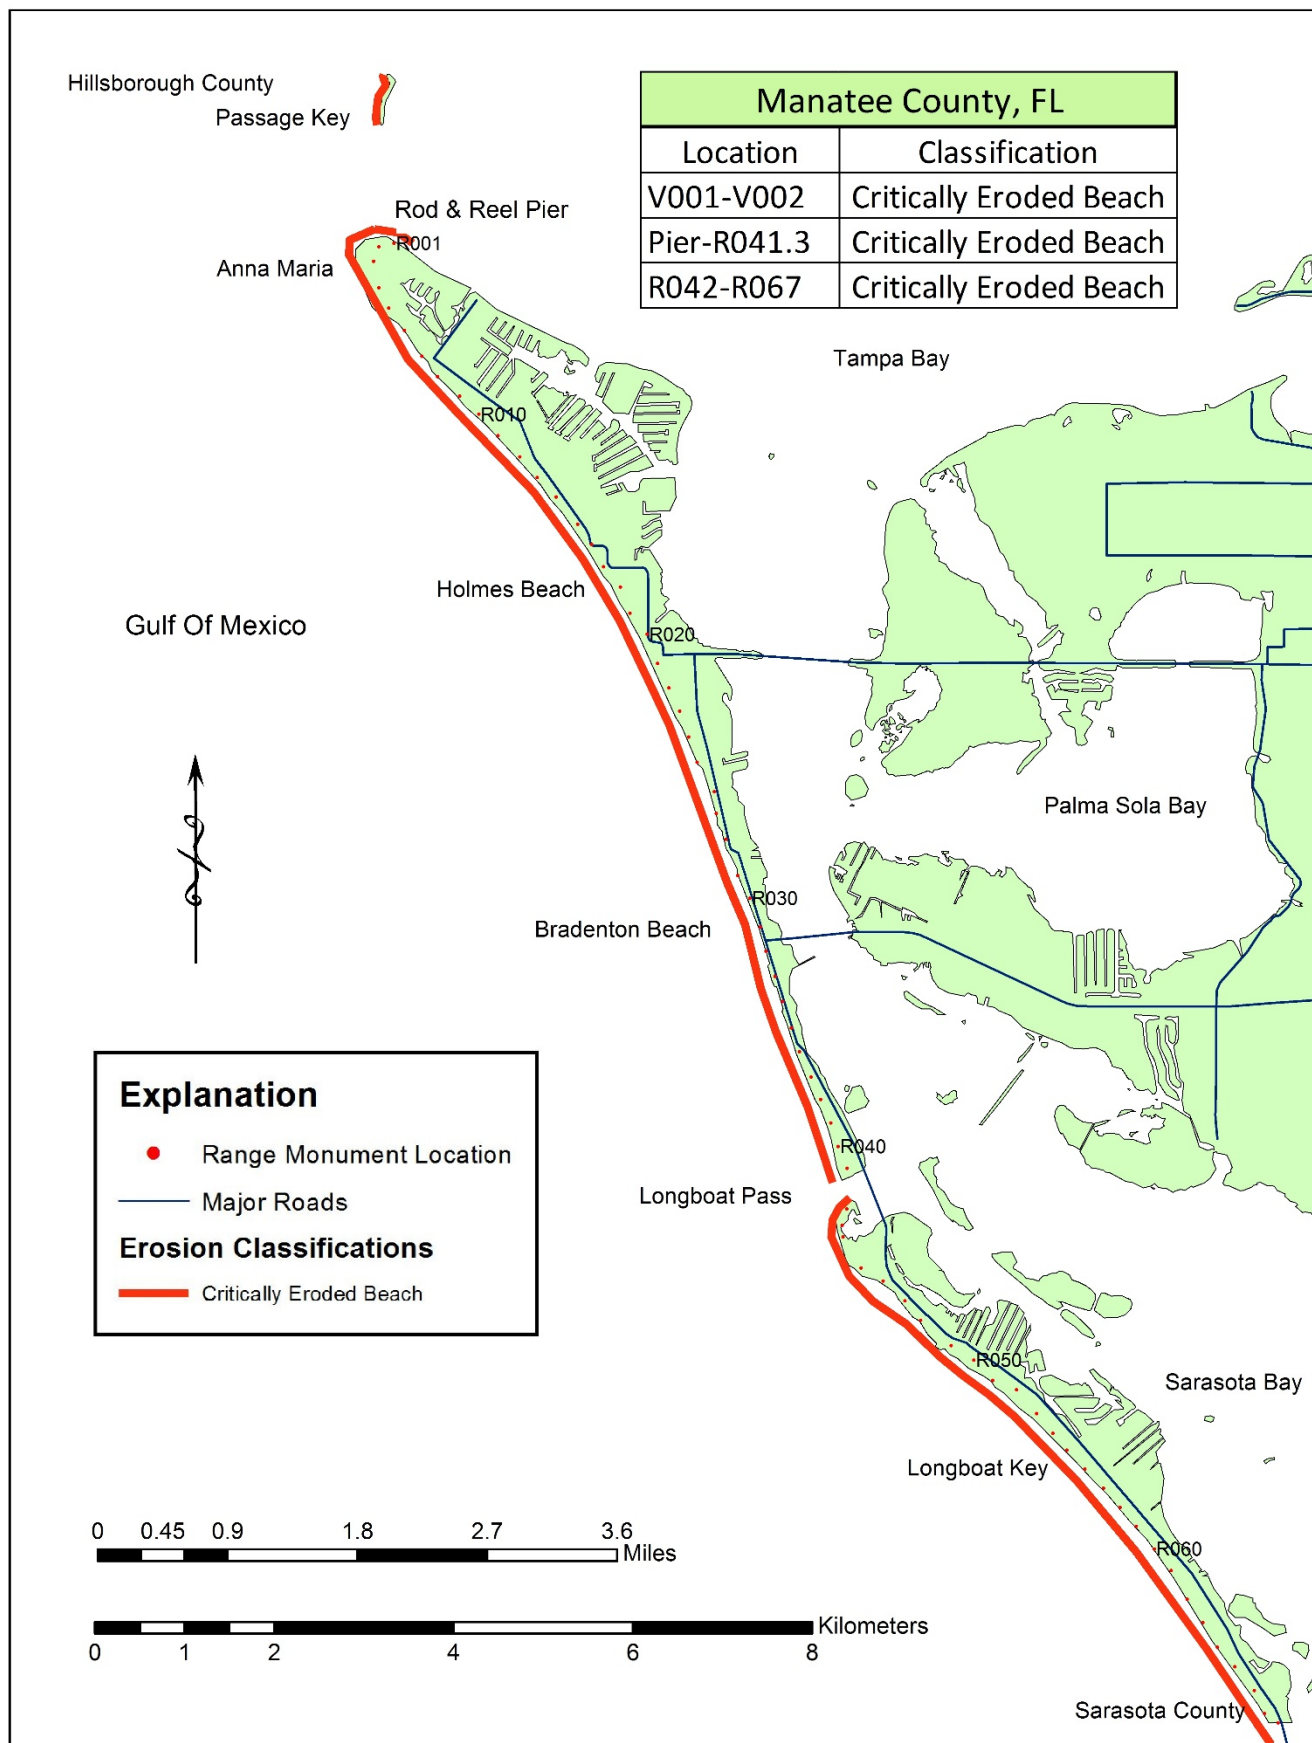 Hillsborough County
Passage Key
Manatee County, FL
Location Classification
V001-V002 Critically Eroded Beach
Pier-R041.3 Critically Eroded Beach
R042-R067 Critically Eroded Beach
Rod & Reel Pier
R001
Anna Maria
Tampa Bay
R010
Holmes Beach
Gulf Of Mexico
R020
Palma Sola Bay
R030
Bradenton Beach
Explanation
Range Monument Location
Major Roads
Erosion Classifications
Critically Eroded Beach
R040
Longboat Pass
R050
Sarasota Bay
Longboat Key
0 0.45 0.9 1.8 2.7 3.6
Miles
R060
Kilometers
0 1 2 4 6 8
Sarasota County